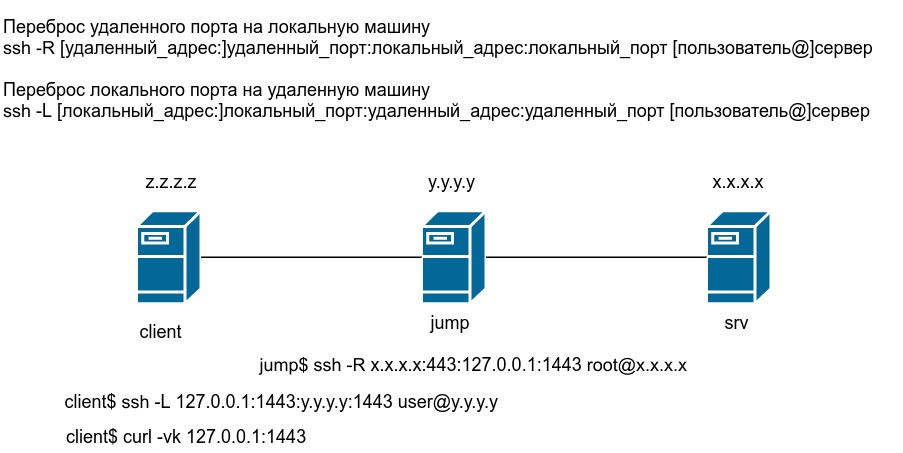 Переброс удаленного порта на локальную машину
ssh -R [удаленный_адрес:]удаленный_порт:локальный_адрес:локальный_порт [пользователь@]сервер
Переброс локального порта на удаленную машину
ssh -L [локальный_адрес:]локальный_порт:удаленный_адрес:удаленный_порт [пользователь@]сервер
z.z.z.z y.y.y.y x.x.x.x
client jump srv
jump$ ssh -R x.x.x.x:443:127.0.0.1:1443 root@x.x.x.x
client$ ssh -L 127.0.0.1:1443:y.y.y.y:1443 user@y.y.y.y
client$ curl -vk 127.0.0.1:1443